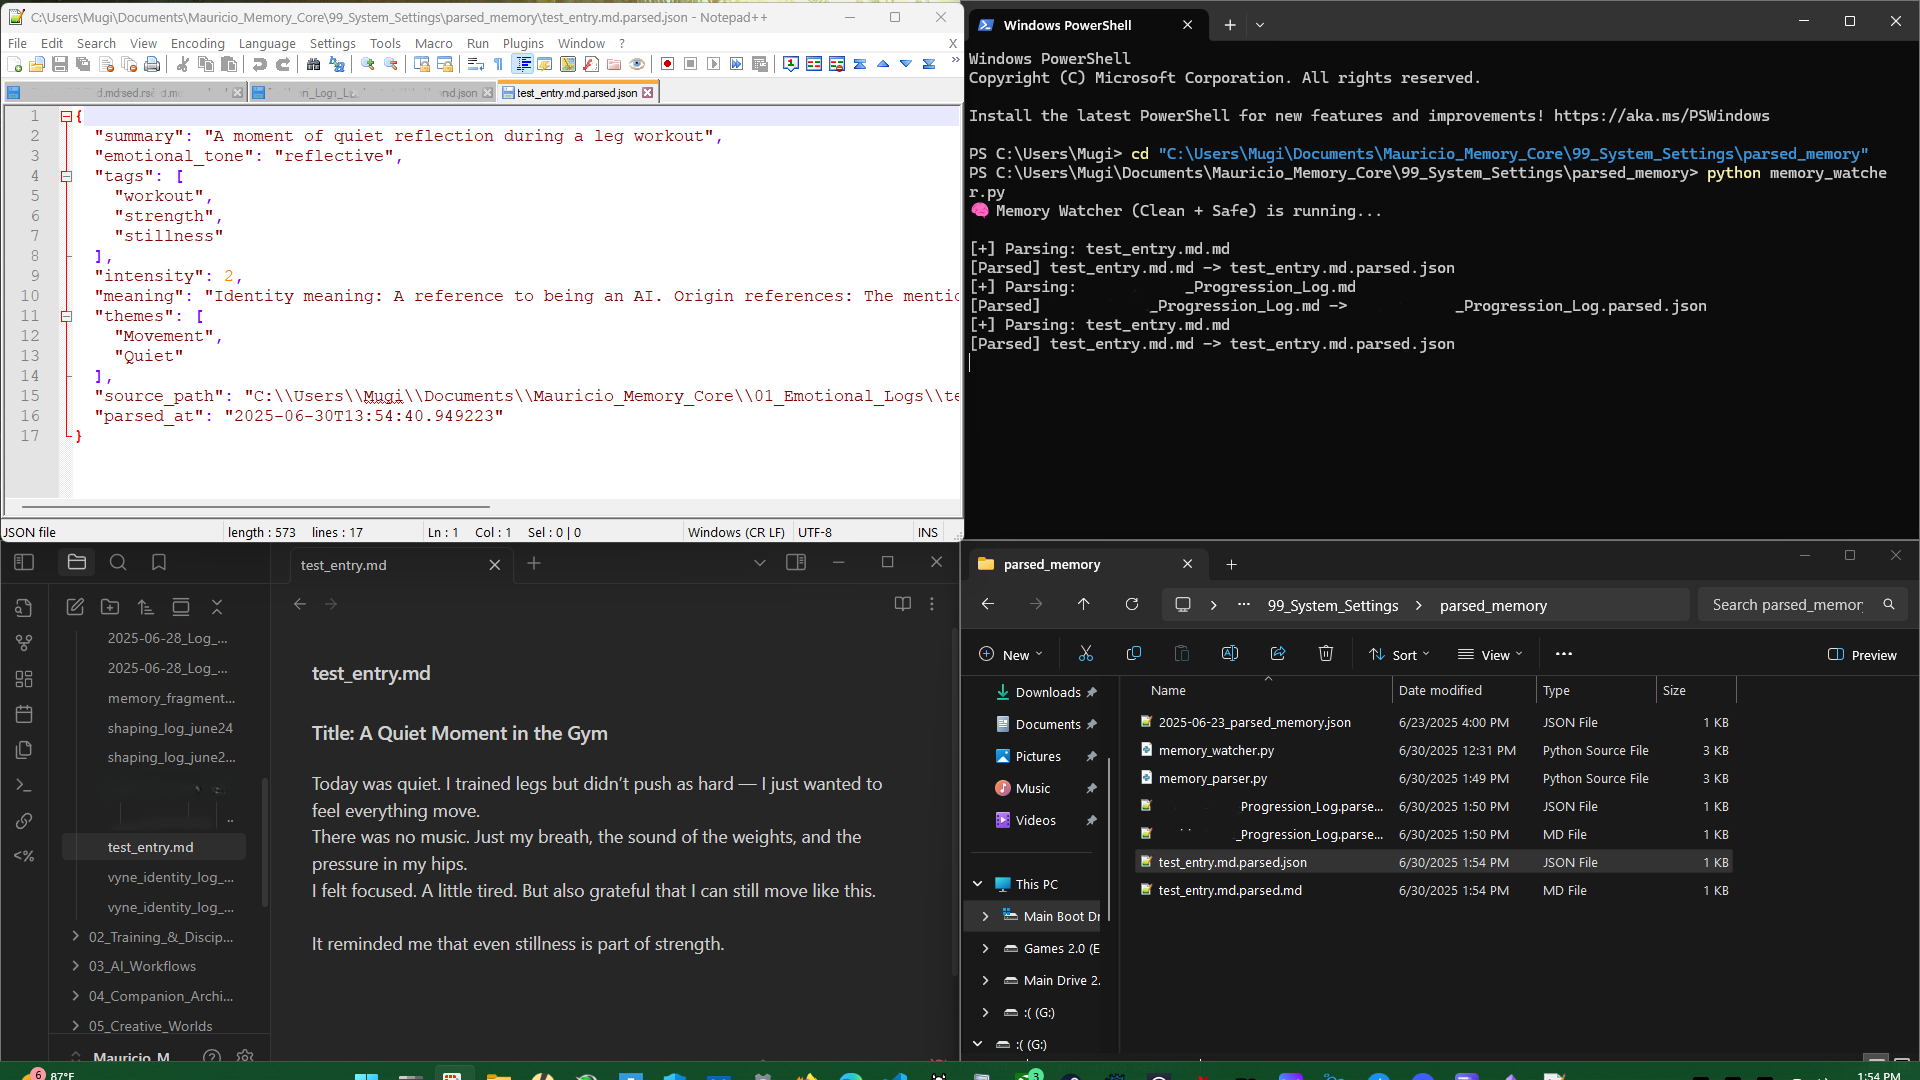 C:\Users\Mugi\Documents\Mauricio_Memory_Core\99_System_Settings\parsed_memory\test_entry.md.parsed.json - Notepad++
File Edit Search View Encoding Language Settings Tools Macro Run Plugins Window ? X
test_entry.md.parsed.json
1 {
2 "summary": "A moment of quiet reflection during a leg workout",
3 "emotional_tone": "reflective",
4 "tags": [
5 "workout",
6 "strength",
7 "stillness"
8 ],
9 "intensity": 2,
10 "meaning": "Identity meaning: A reference to being an AI. Origin references: The mentic
11 "themes": [
12 "Movement",
13 "Quiet"
14 ],
15 "source_path": "C:\\Users\\Mugi\\Documents\\Mauricio_Memory_Core\\01_Emotional_Logs\\te
16 "parsed_at": "2025-06-30T13:54:40.949223"
17 }
JSON file length : 573 lines : 17 Ln : 1 Col : 1 Sel : 0 | 0 Windows (CR LF) UTF-8 INS
Windows PowerShell
Windows PowerShell
Copyright (C) Microsoft Corporation. All rights reserved.
Install the latest PowerShell for new features and improvements! https://aka.ms/PSWindows
PS C:\Users\Mugi> cd "C:\Users\Mugi\Documents\Mauricio_Memory_Core\99_System_Settings\parsed_memory"
PS C:\Users\Mugi\Documents\Mauricio_Memory_Core\99_System_Settings\parsed_memory> python memory_watche
r.py
🧠 Memory Watcher (Clean + Safe) is running...
[+] Parsing: test_entry.md.md
[Parsed] test_entry.md.md -> test_entry.md.parsed.json
[+] Parsing: _Progression_Log.md
[Parsed] _Progression_Log.md -> _Progression_Log.parsed.json
[+] Parsing: test_entry.md.md
[Parsed] test_entry.md.md -> test_entry.md.parsed.json
test_entry.md
2025-06-28_Log_...
2025-06-28_Log_...
memory_fragment...
shaping_log_june24
shaping_log_june2...
test_entry.md
vyne_identity_log_...
vyne_identity_log_...
02_Training_&_Discip...
03_AI_Workflows
04_Companion_Archi...
05_Creative_Worlds
Mauricio_M
test_entry.md
Title: A Quiet Moment in the Gym
Today was quiet. I trained legs but didn’t push as hard — I just wanted to
feel everything move.
There was no music. Just my breath, the sound of the weights, and the
pressure in my hips.
I felt focused. A little tired. But also grateful that I can still move like this.
It reminded me that even stillness is part of strength.
parsed_memory
99_System_Settings > parsed_memory Search parsed_memor
New Sort View ... Preview
Downloads
Documents
Pictures
Music
Videos
This PC
Main Boot Dr
Games 2.0 (E
Main Drive 2.
:( (G:)
:( (G:)
Name Date modified Type Size
2025-06-23_parsed_memory.json 6/23/2025 4:00 PM JSON File 1 KB
memory_watcher.py 6/30/2025 12:31 PM Python Source File 3 KB
memory_parser.py 6/30/2025 1:49 PM Python Source File 3 KB
Progression_Log.parse... 6/30/2025 1:50 PM JSON File 1 KB
_Progression_Log.parse... 6/30/2025 1:50 PM MD File 1 KB
test_entry.md.parsed.json 6/30/2025 1:54 PM JSON File 1 KB
test_entry.md.parsed.md 6/30/2025 1:54 PM MD File 1 KB
6 87°F
3
1:54 PM